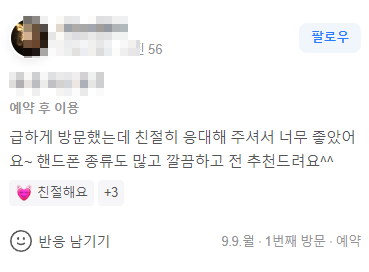 56
팔로우
예약 후 이용
급하게 방문했는데 친절히 응대해 주셔서 너무 좋았어
요~ 핸드폰 종류도 많고 깔끔하고 전 추천드려요^^
친절해요 +3
반응 남기기 9.9.월 · 1번째 방문 · 예약